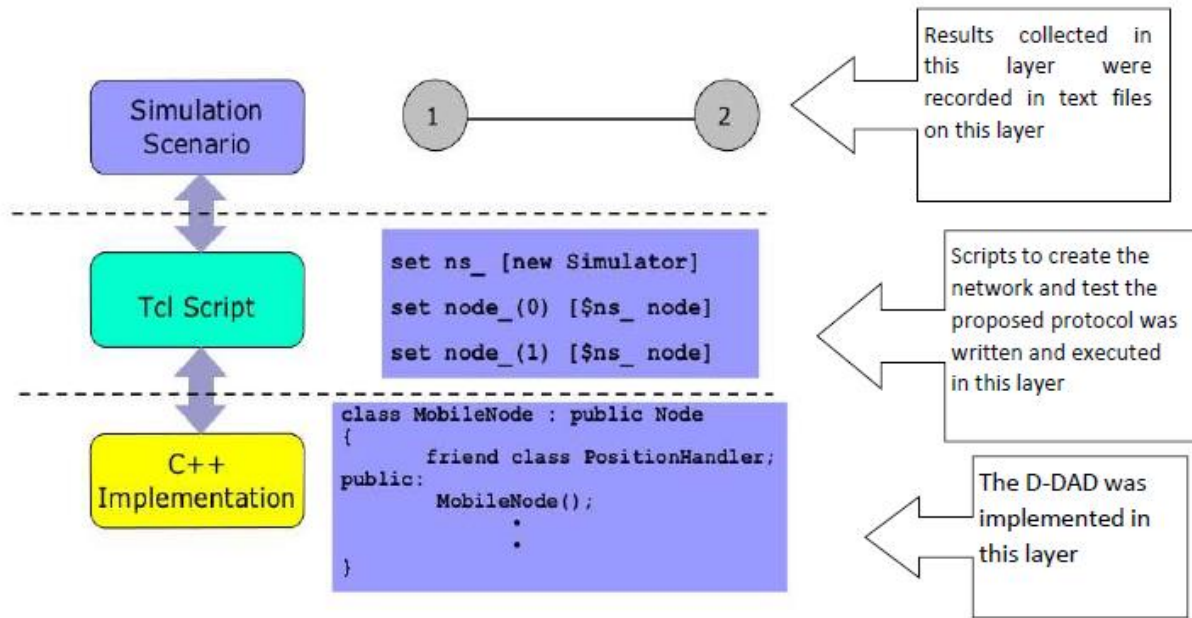 Simulation
Scenario
1
2
Results collected in
this layer were
recorded in text files
on this layer
Tcl Script
set ns_ [new Simulator]
set node_(0) [$ns_ node]
set node_(1) [$ns_ node]
Scripts to create the
network and test the
proposed protocol was
written and executed
in this layer
C++
Implementation
class MobileNode : public Node
{
friend class PositionHandler;
public:
MobileNode();
•
•
}
The D-DAD was
implemented in
this layer